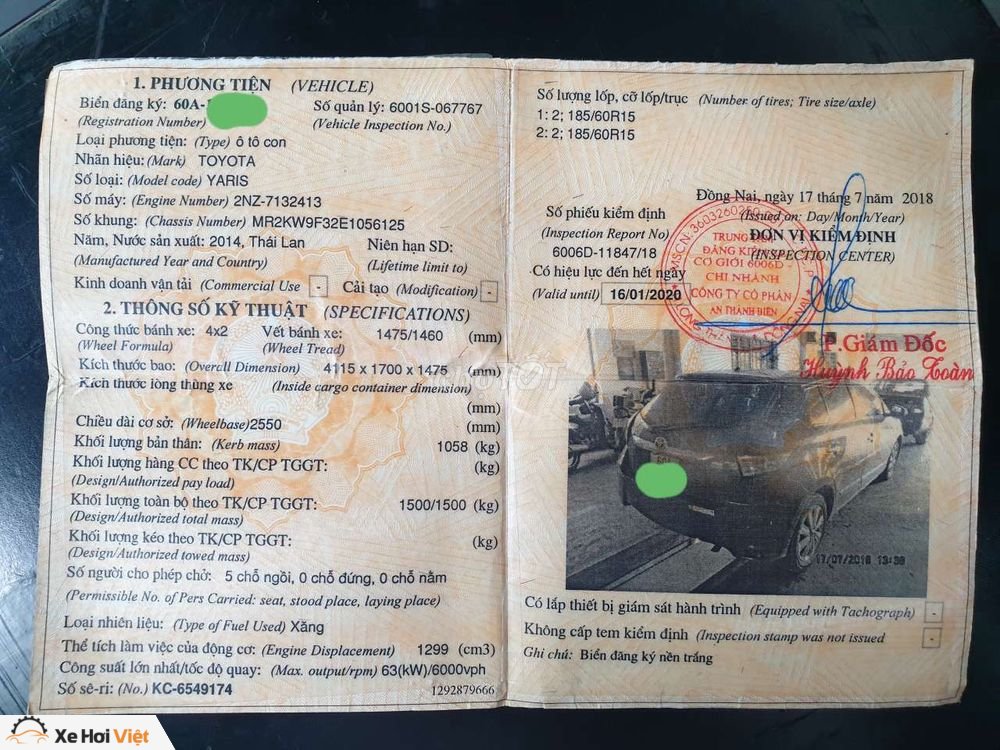 1. PHƯƠNG TIỆN (VEHICLE)
Biển đăng ký: 60A-
Số quản lý: 6001S-067767
(Registration Number)
(Vehicle Inspection No.)
Loại phương tiện: (Type) ô tô con
Nhãn hiệu: (Mark) TOYOTA
Số loại: (Model code) YARIS
Số máy: (Engine Number) 2NZ-7132413
Số khung: (Chassis Number) MR2KW9F32E1056125
Năm, Nước sản xuất: 2014, Thái Lan
Niên hạn SD:
(Manufactured Year and Country)
(Lifetime limit to)
Kinh doanh vận tải (Commercial Use - Cải tạo (Modification) -
2. THÔNG SỐ KỸ THUẬT (SPECIFICATIONS)
Công thức bánh xe: 4x2 Vết bánh xe: 1475/1460 (mm)
(Wheel Formula) (Wheel Tread)
Kích thước bao: (Overall Dimension) 4115 x 1700 x 1475 (mm)
Kích thước lòng thùng xe (Inside cargo container dimension)
(mm)
Chiều dài cơ sở: (Wheelbase)2550 (mm)
Khối lượng bản thân: (Kerb mass) 1058 (kg)
Khối lượng hàng CC theo TK/CP TGGT: (kg)
(Design/Authorized pay load)
Khối lượng toàn bộ theo TK/CP TGGT: 1500/1500 (kg)
(Design/Authorized total mass)
Khối lượng kéo theo TK/CP TGGT: (kg)
(Design/Authorized towed mass)
Số người cho phép chở: 5 chỗ ngồi, 0 chỗ đứng, 0 chỗ nằm
(Permissible No. of Pers Carried: seat, stood place, laying place)
Loại nhiên liệu: (Type of Fuel Used) Xăng
Thể tích làm việc của động cơ: (Engine Displacement) 1299 (cm3)
Công suất lớn nhất/tốc độ quay: (Max. output/rpm) 63(kW)/6000vph
Số sê-ri: (No.) KC-6549174 1292879666
Số lượng lốp, cỡ lốp/trục (Number of tires; Tire size/axle)
1: 2; 185/60R15
2: 2; 185/60R15
Đồng Nai, ngày 17 tháng 7 năm 2018
(Issued on: Day/Month/Year)
Số phiếu kiểm định
(Inspection Report No)
6006D-11847/18
ĐƠN VỊ KIỂM ĐỊNH
(INSPECTION CENTER)
Có hiệu lực đến hết ngày
(Valid until) 16/01/2020
TRUNG TÂM
ĐĂNG KIỂM
CƠ GIỚI 6006D -
CHI NHÁNH
CÔNG TY CỔ PHẦN
AN THÀNH BIÊN
P.Giám Đốc
Huỳnh Bảo Toàn
17/07/2018 13:38
Có lắp thiết bị giám sát hành trình (Equipped with Tachograph) -
Không cấp tem kiểm định (Inspection stamp was not issued -
Ghi chú: Biển đăng ký nền trắng
Xe Hơi Việt